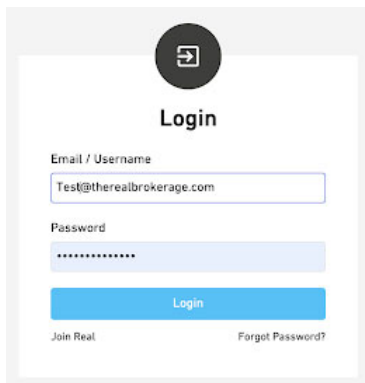 Login
Email / Username
Test@therealbrokerage.com
Password
••••••••••••••
Login
Join Real
Forgot Password?